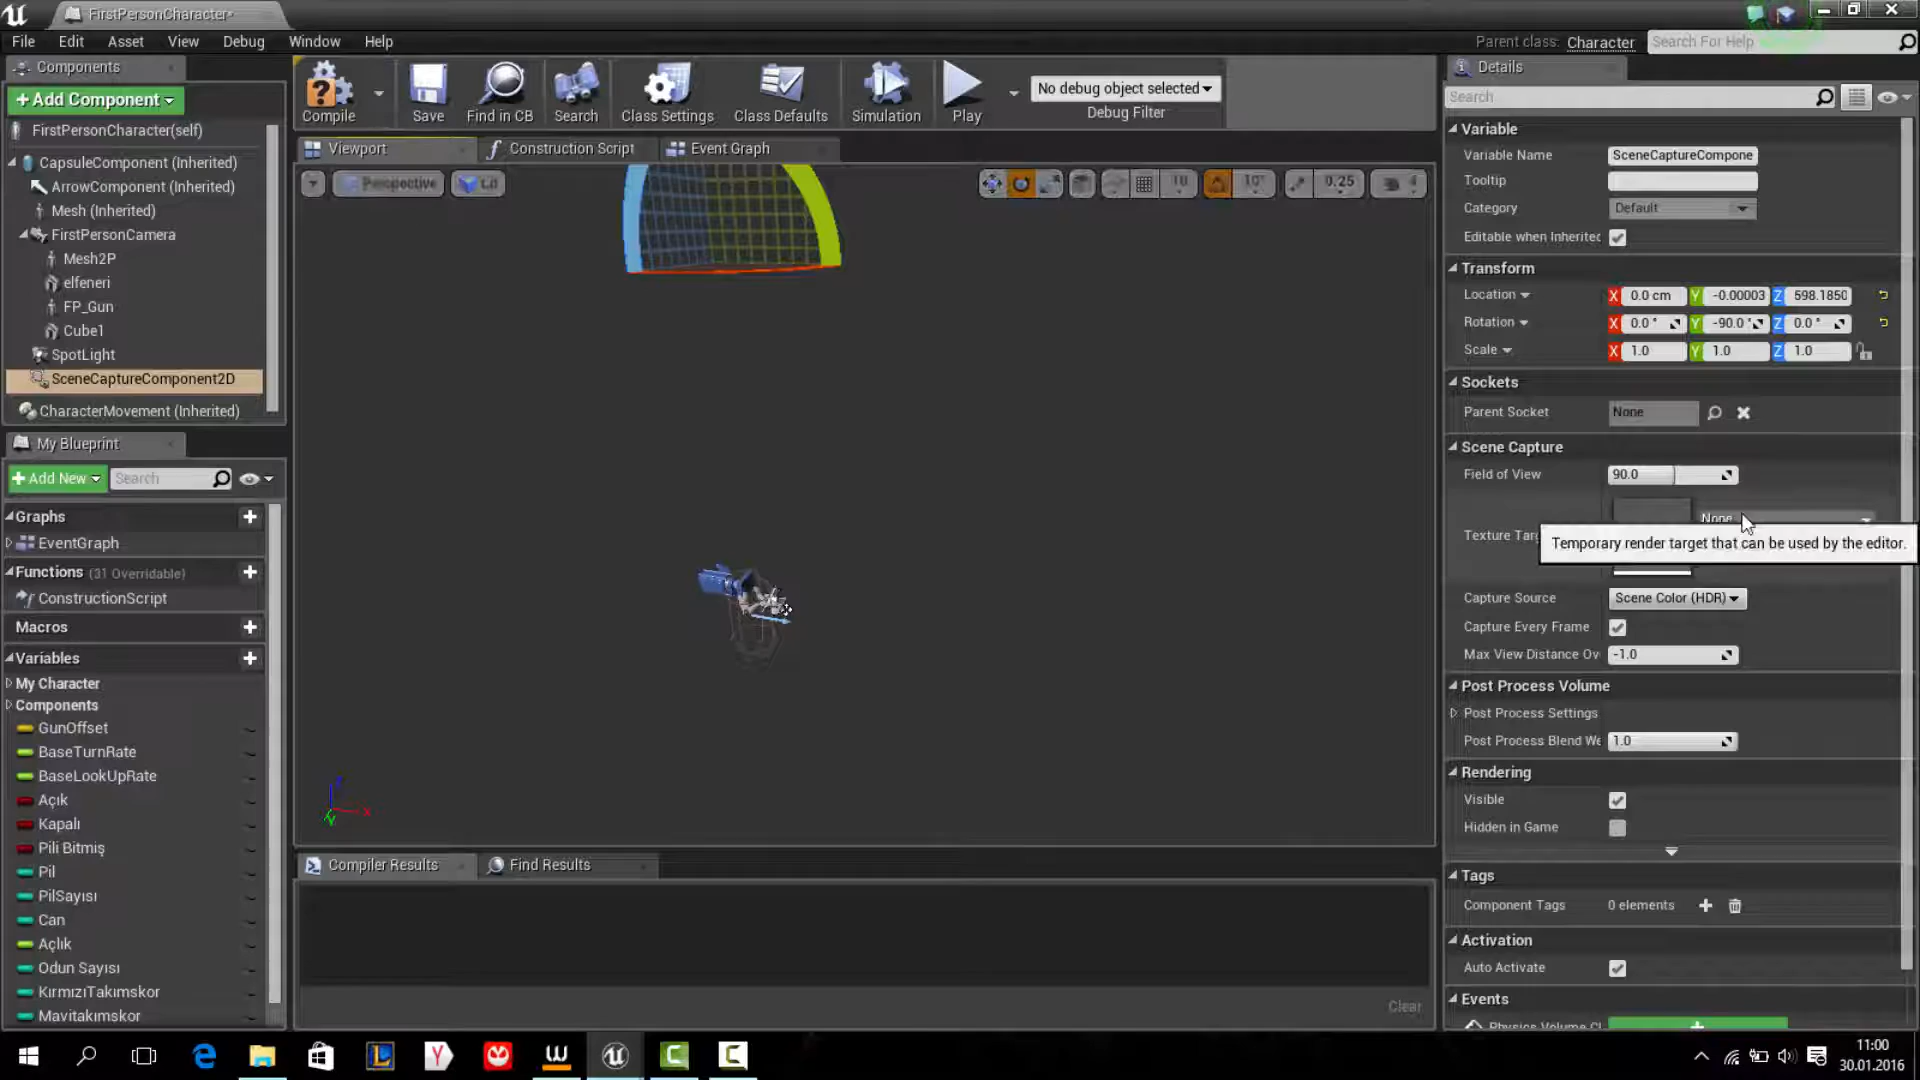 FirstPersonCharacter*
File Edit Asset View Debug Window Help
Parent class: Character Search For Help
Components
+Add Component
FirstPersonCharacter(self)
CapsuleComponent (Inherited)
ArrowComponent (Inherited)
Mesh (Inherited)
FirstPersonCamera
Mesh2P
elfeneri
FP_Gun
Cube1
SpotLight
SceneCaptureComponent2D
CharacterMovement (Inherited)
My Blueprint
+Add New Search
Graphs
EventGraph
Functions (31 Overridable)
ConstructionScript
Macros
Variables
My Character
Components
GunOffset
BaseTurnRate
BaseLookUpRate
Açık
Kapalı
Pili Bitmiş
Pil
PilSayısı
Can
Açlık
Odun Sayısı
KırmızıTakımskor
Mavitakımskor
Compile Save Find in CB Search Class Settings Class Defaults Simulation Play
No debug object selected
Debug Filter
Viewport Construction Script Event Graph
Perspective Lit
10 10° 0.25 4
Z X Y
Compiler Results Find Results
Clear
Details
Search
Variable
Variable Name SceneCaptureCompone
Tooltip
Category Default
Editable when Inherited
Transform
Location X 0.0 cm Y -0.00003 Z 598.1850
Rotation X 0.0 ° Y -90.0 ° Z 0.0 °
Scale X 1.0 Y 1.0 Z 1.0
Sockets
Parent Socket None
Scene Capture
Field of View 90.0
None
Texture Targ
Temporary render target that can be used by the editor.
Capture Source Scene Color (HDR)
Capture Every Frame
Max View Distance Ov -1.0
Post Process Volume
Post Process Settings
Post Process Blend We 1.0
Rendering
Visible
Hidden in Game
Tags
Component Tags 0 elements
Activation
Auto Activate
Events
Physics Volume C
11:00
30.01.2016